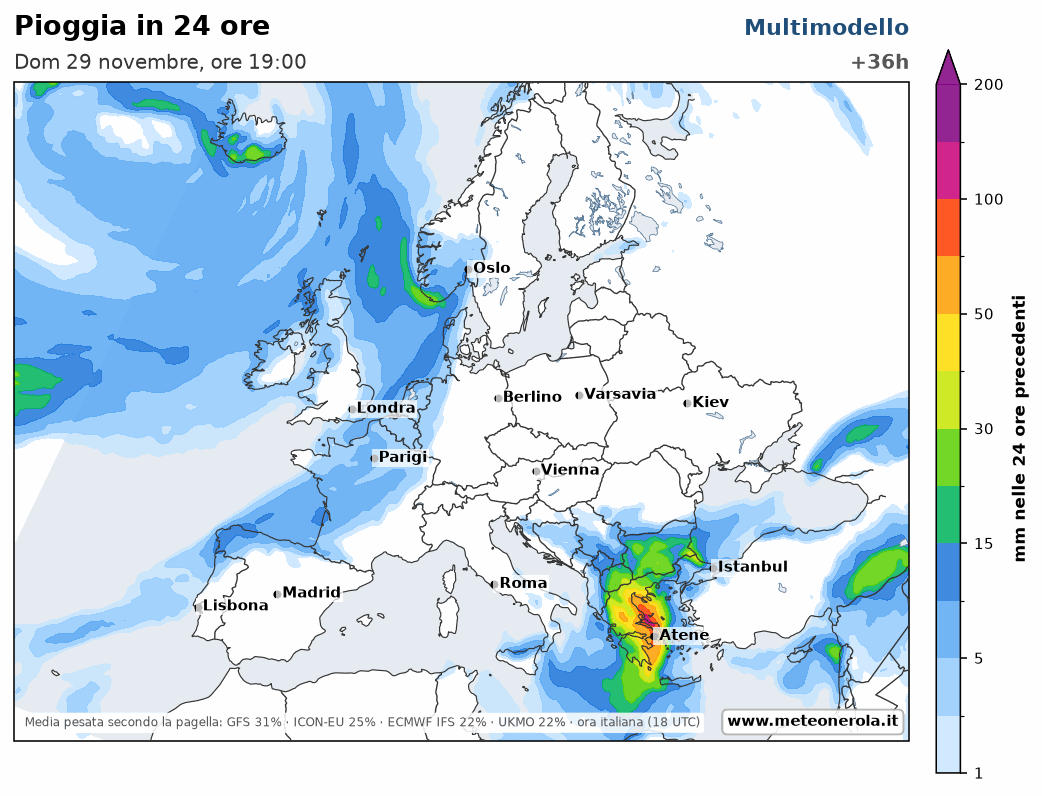 Pioggia in 24 ore
Multimodello
Dom 29 novembre, ore 19:00
+36h
200
100
50
30
15
5
1
mm nelle 24 ore precedenti
Oslo
Londra
Berlino
Varsavia
Kiev
Parigi
Vienna
Istanbul
Roma
Madrid
Lisbona
Atene
Media pesata secondo la pagella: GFS 31% · ICON-EU 25% · ECMWF IFS 22% · UKMO 22% · ora italiana (18 UTC)
www.meteonerola.it